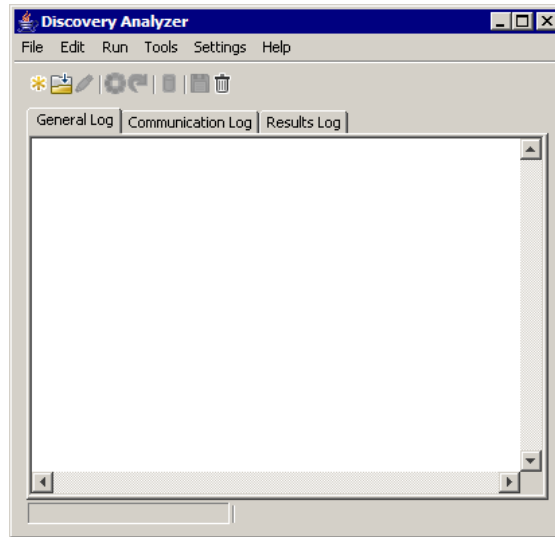 Discovery Analyzer
File Edit Run Tools Settings Help
General Log Communication Log Results Log